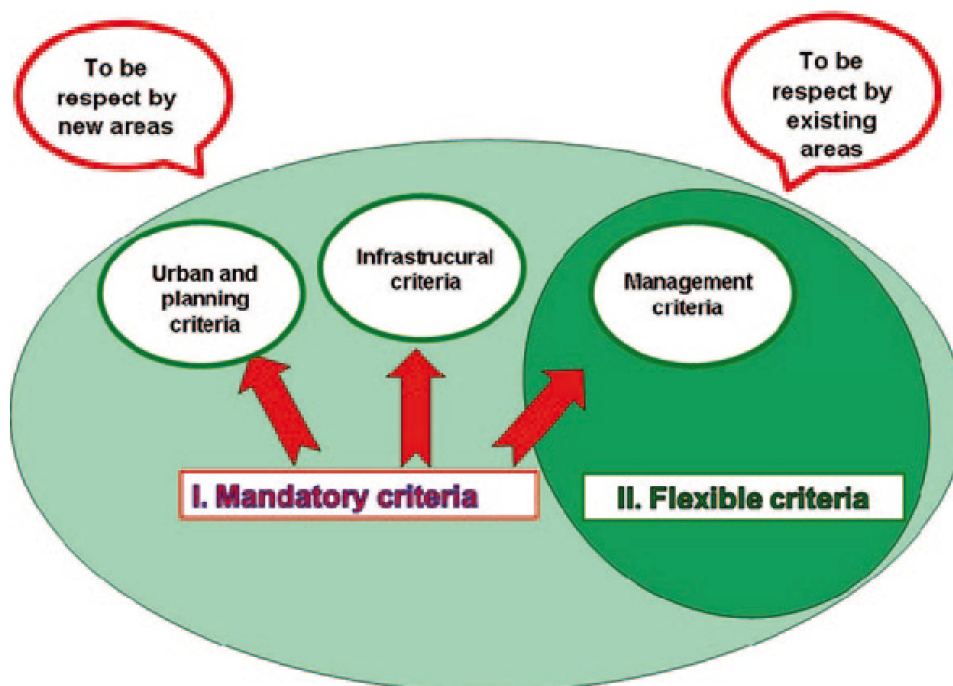 To be
respect by
new areas
To be
respect by
existing
areas
Urban and
planning
criteria
Infrastrucural
criteria
Management
criteria
I. Mandatory criteria
II. Flexible criteria